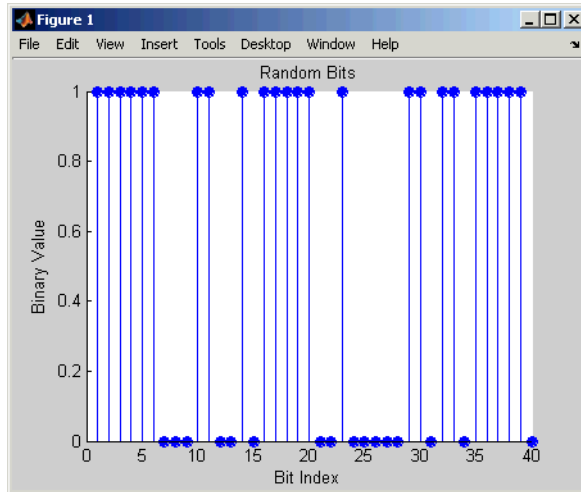 Figure 1
File Edit View Insert Tools Desktop Window Help
Random Bits
1
0.8
0.6
0.4
0.2
0
Binary Value
0 5 10 15 20 25 30 35 40
Bit Index